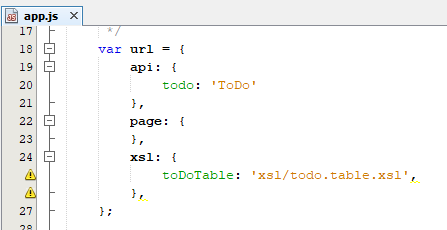 app.js
17 */
18 var url = {
19 api: {
20 todo: 'ToDo'
21 },
22 page: {
23 },
24 xsl: {
toDoTable: 'xsl/todo.table.xsl',
},
27 };
28